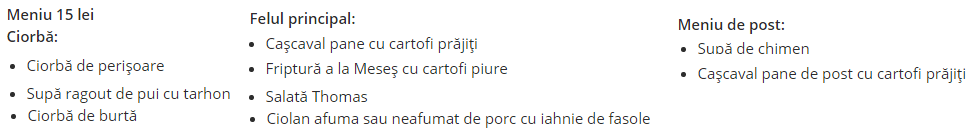 Meniu 15 lei
Ciorbă:
Ciorbă de perișoare
Supă ragout de pui cu tarhon
Ciorbă de burtă
Felul principal:
Cașcaval pane cu cartofi prăjiți
Friptură a la Meseș cu cartofi piure
Salată Thomas
Ciolan afuma sau neafumat de porc cu iahnie de fasole
Meniu de post:
Supă de chimen
Cașcaval pane de post cu cartofi prăjiți